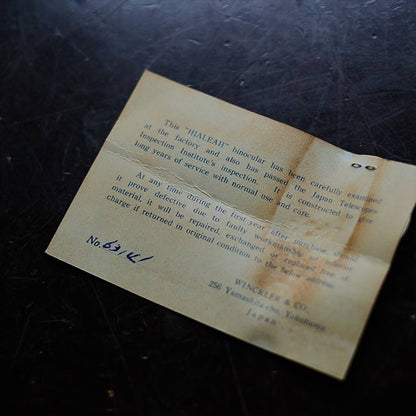 This "HIALEAH" binocular has been carefully examined
at the factory and also has passed the Japan Telescopes
Inspection Institute's inspection. It is constructed to give
long years of service with normal use and care.
At any time during the first year after purchase, should
it prove defective due to faulty workmanship or inferior
material, it will be repaired, exchanged or replaced free of
charge if returned in original condition to the below address.
No.
WINCKLER & CO.,
256 Yamashita-cho, Yokohama
Japan